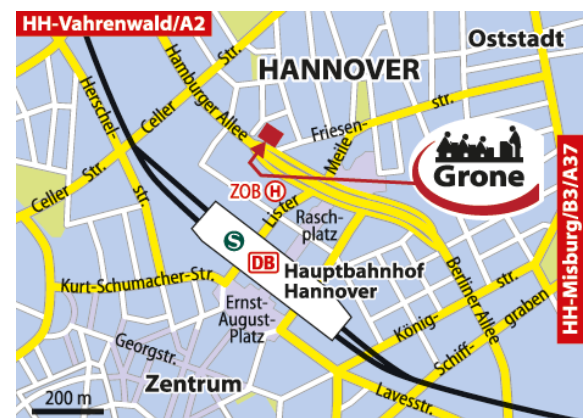 HH-Vahrenwald/A2
Oststadt
HANNOVER
Hamburger Allee
Celler Str.
Herschel-
str.
Friesen-
str.
Meile
Grone
HH-Misburg/B3/A37
ZOB H
Lister
Celler Str.
Rasch-
platz
S
DB
Hauptbahnhof
Hannover
Kurt-Schumacher-Str.
Ernst-
August-
Platz
Berliner Allee
König-
str.
Schiff-
graben
Georgstr.
Zentrum
Lavesstr.
200 m